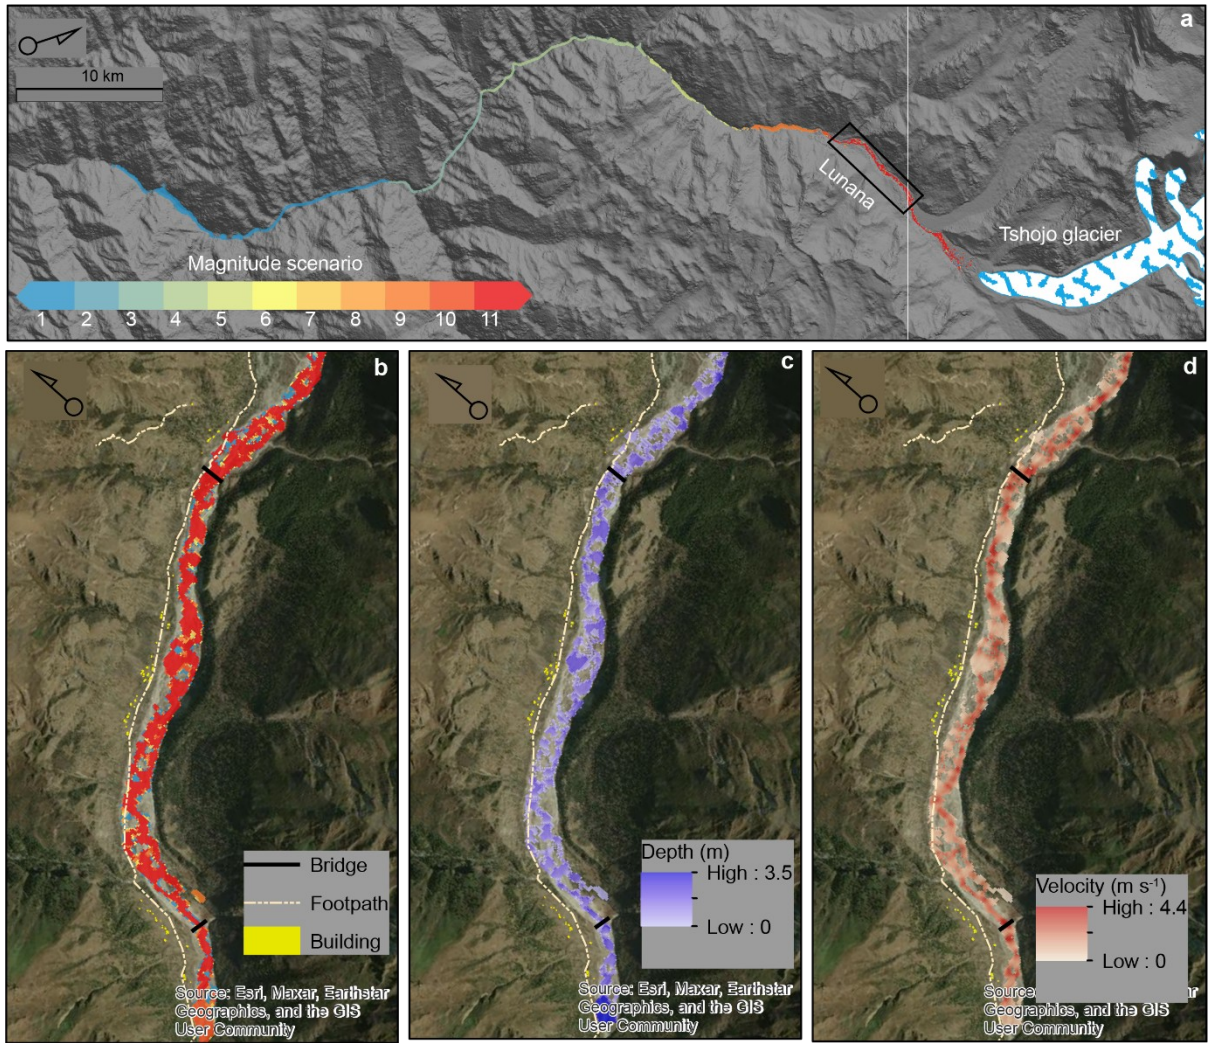 a
10 km
Lunana
Tshojo glacier
Magnitude scenario
1 2 3 4 5 6 7 8 9 10 11
b
Bridge
Footpath
Building
Source: Esri, Maxar, Earthstar
Geographics, and the GIS
User Community
c
Depth (m)
High : 3.5
Low : 0
Source: Esri, Maxar, Earthstar
Geographics, and the GIS
User Community
d
Velocity (m s⁻¹)
High : 4.4
Low : 0
Geographics, and the GIS
User Community